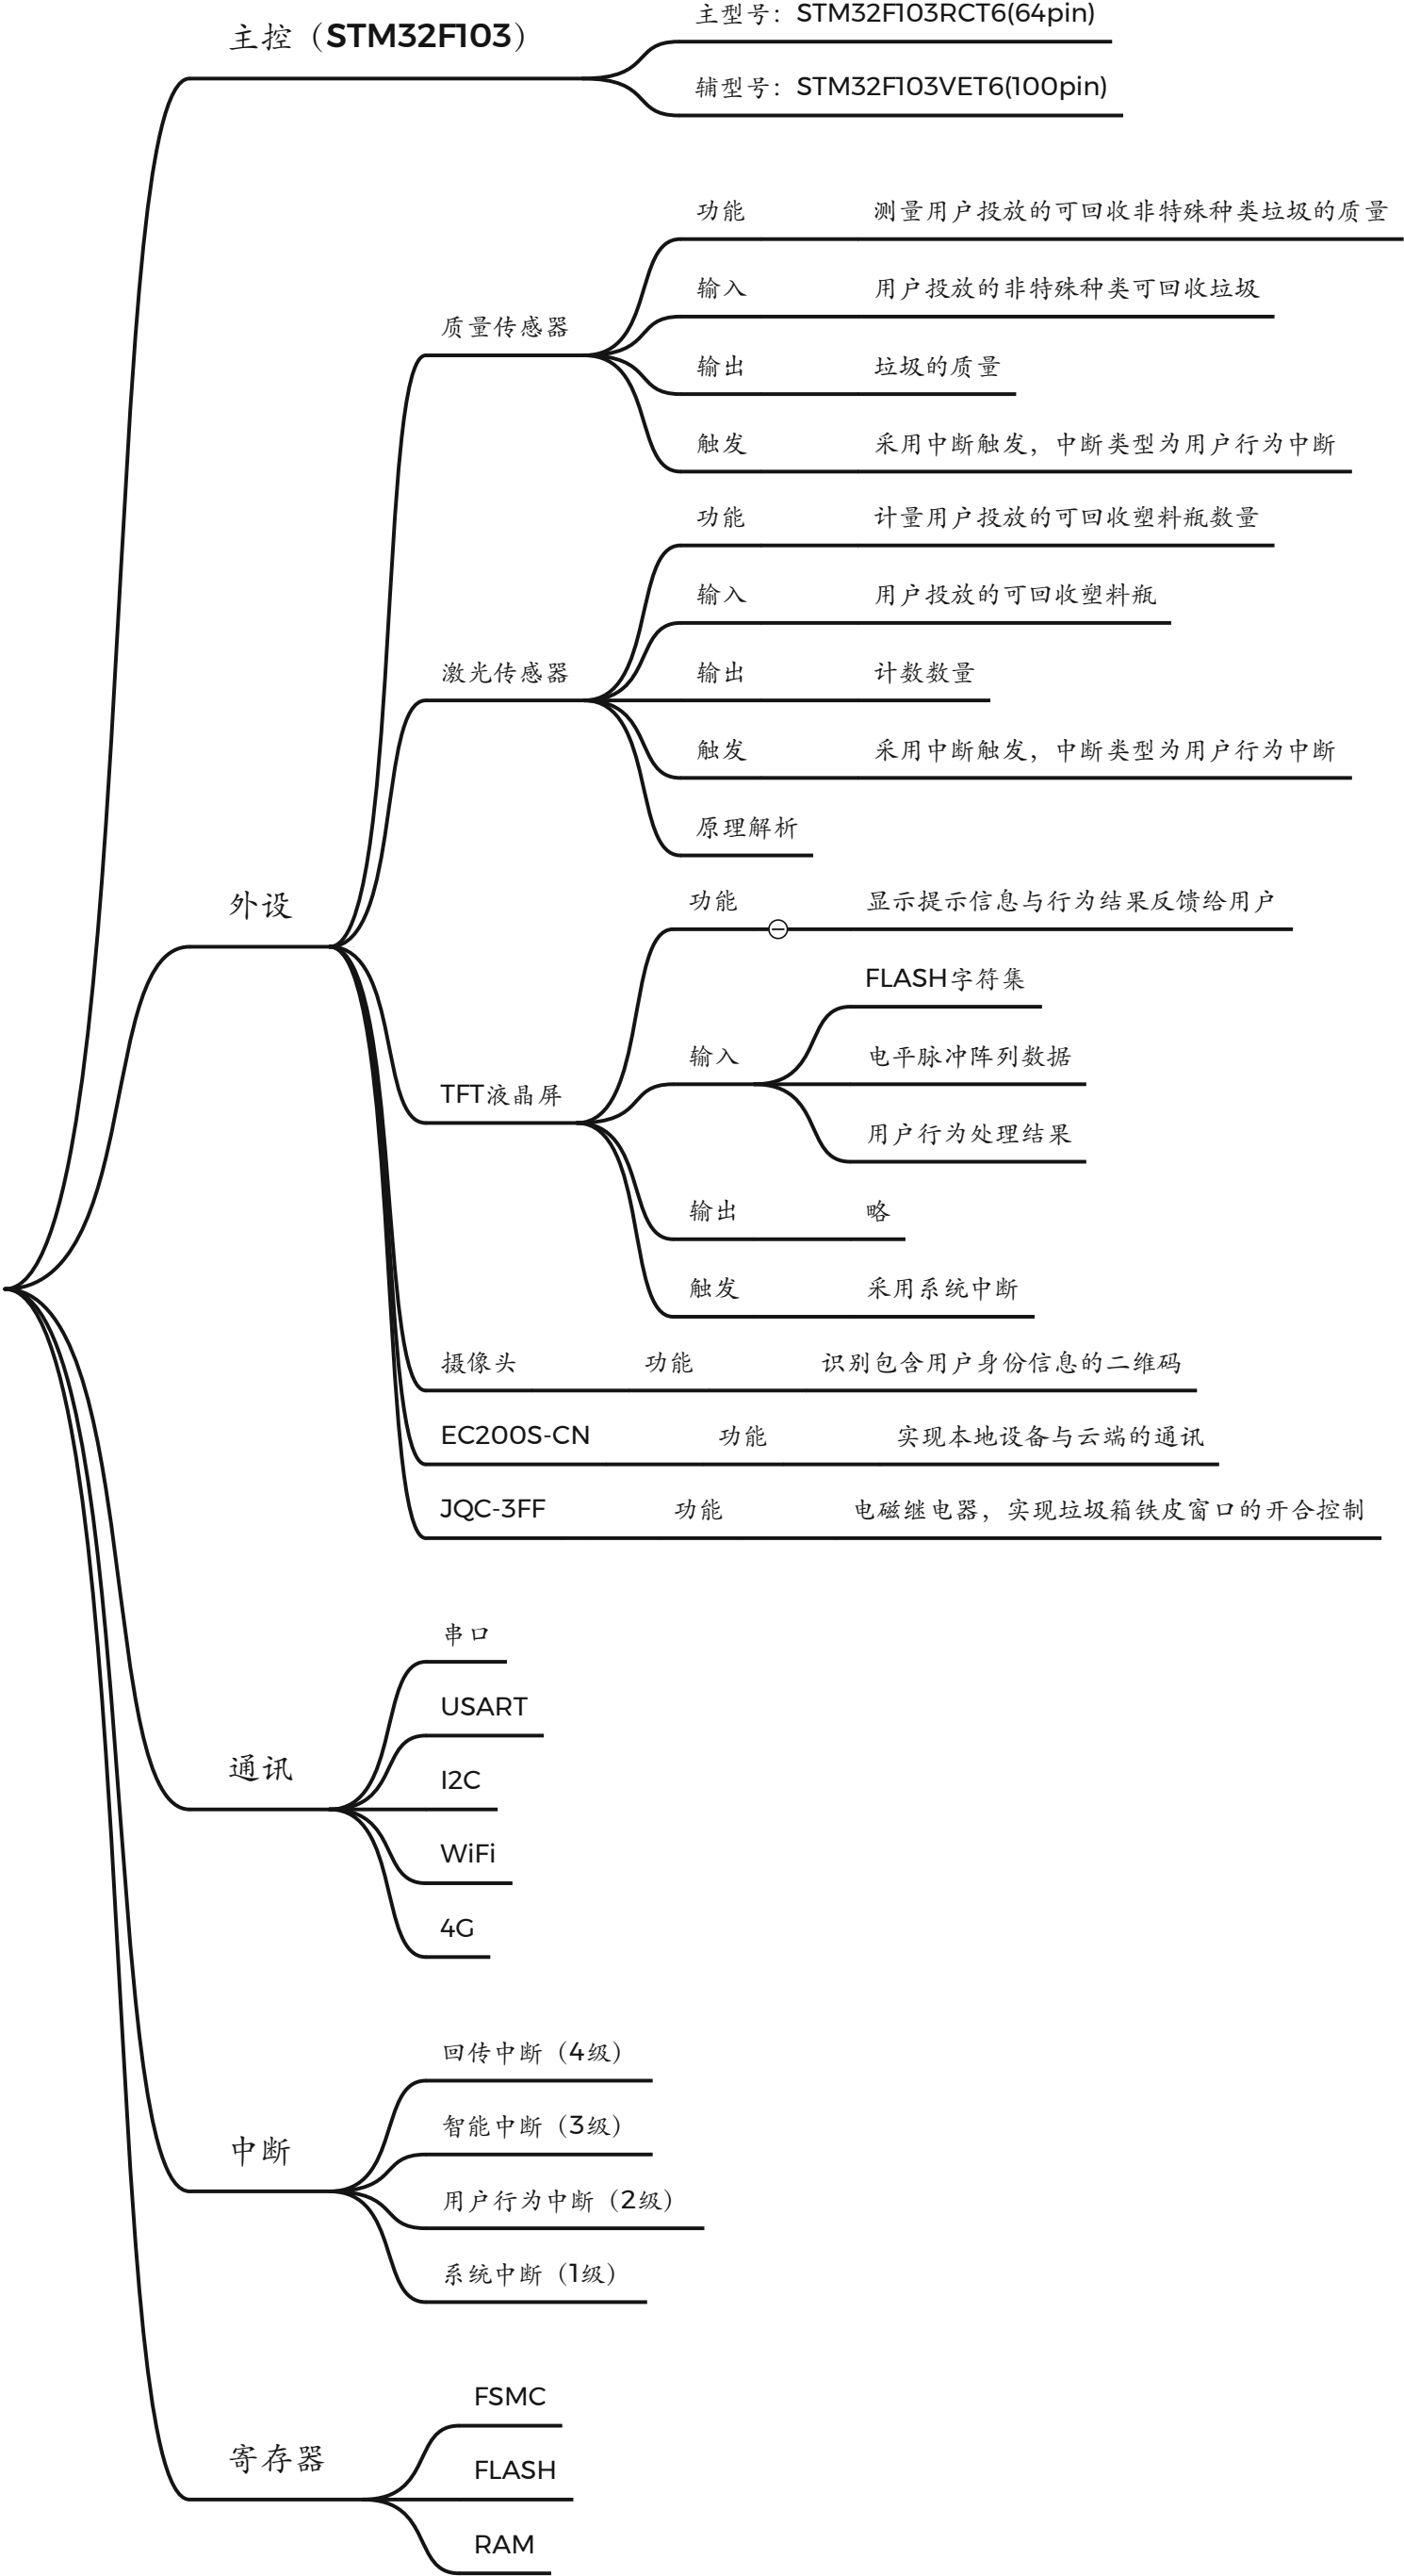 主控（STM32F103）
主型号：STM32F103RCT6(64pin)
辅型号：STM32F103VET6(100pin)
外设
质量传感器
功能 测量用户投放的可回收非特殊种类垃圾的质量
输入 用户投放的非特殊种类可回收垃圾
输出 垃圾的质量
触发 采用中断触发，中断类型为用户行为中断
激光传感器
功能 计量用户投放的可回收塑料瓶数量
输入 用户投放的可回收塑料瓶
输出 计数数量
触发 采用中断触发，中断类型为用户行为中断
原理解析
TFT液晶屏
功能 显示提示信息与行为结果反馈给用户
输入
FLASH字符集
电平脉冲阵列数据
用户行为处理结果
输出 略
触发 采用系统中断
摄像头 功能 识别包含用户身份信息的二维码
EC200S-CN 功能 实现本地设备与云端的通讯
JQC-3FF 功能 电磁继电器，实现垃圾箱铁皮窗口的开合控制
通讯
串口
USART
I2C
WiFi
4G
中断
回传中断（4级）
智能中断（3级）
用户行为中断（2级）
系统中断（1级）
寄存器
FSMC
FLASH
RAM